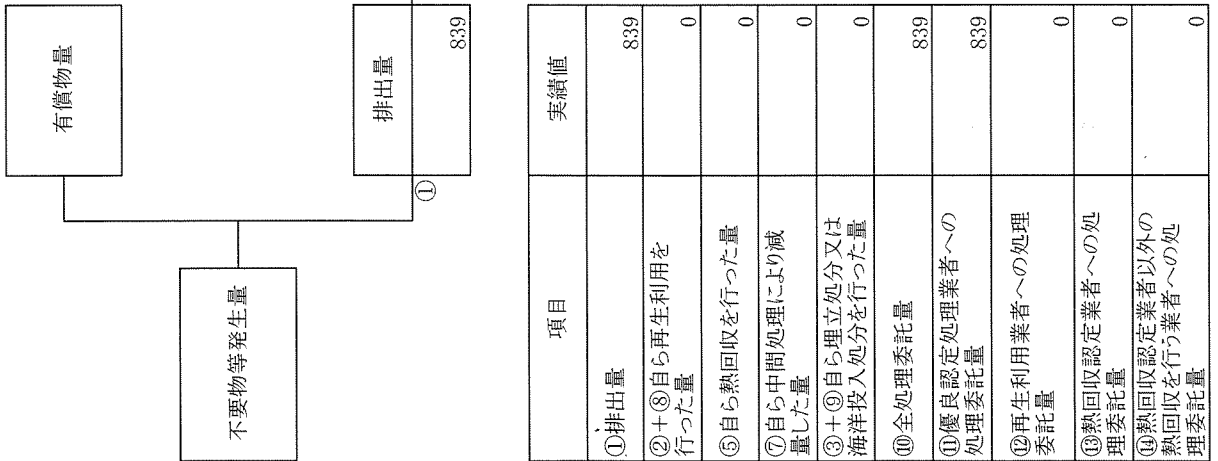 有償物量
不要物等発生量
排出量
①
839
項目
実績値
①排出量
839
②+⑧自ら再生利用を
行った量
0
⑤自ら熱回収を行った量
0
⑦自ら中間処理により減
量した量
0
③+⑨自ら埋立処分又は
海洋投入処分を行った量
0
⑩全処理委託量
839
⑪優良認定処理業者への
処理委託量
839
⑫再生利用業者への処理
委託量
0
⑬熱回収認定業者への処
理委託量
0
⑭熱回収認定業者以外の
熱回収を行う業者への処
理委託量
0